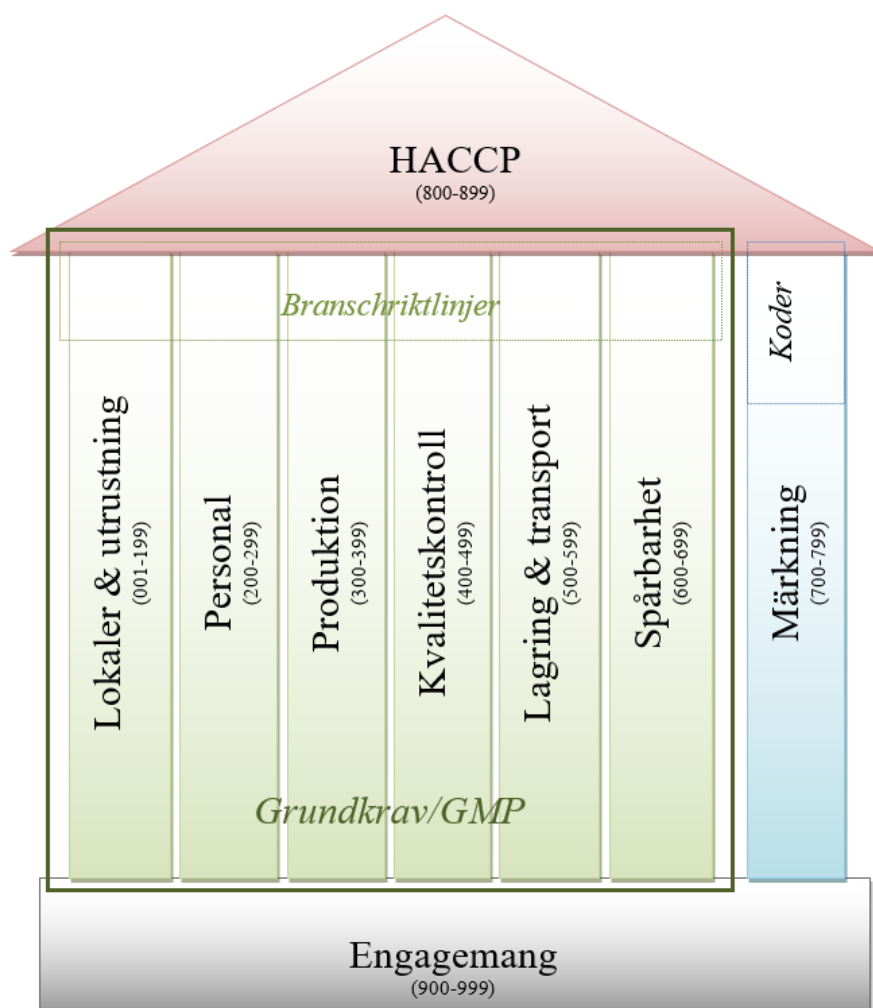 HACCP
(800-899)
Branschriktlinjer
Koder
Lokaler & utrustning
(001-199)
Personal
(200-299)
Produktion
(300-399)
Kvalitetskontroll
(400-499)
Lagring & transport
(500-599)
Spårbarhet
(600-699)
Märkning
(700-799)
Grundkrav/GMP
Engagemang
(900-999)